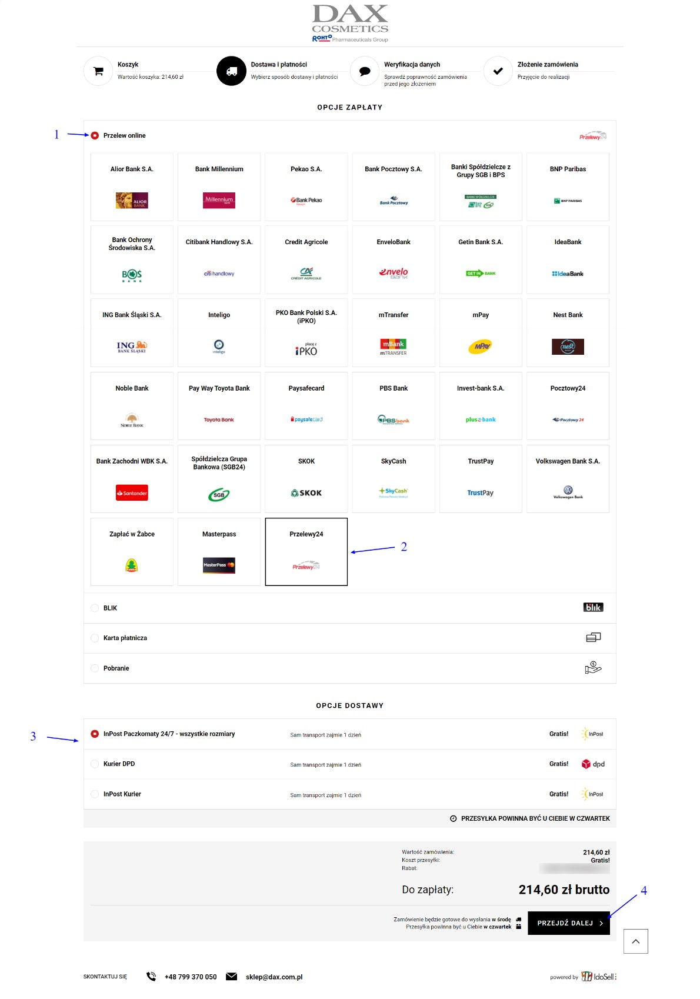 DAX
COSMETICS
ROHTO Pharmaceuticals Group
Koszyk
Wartość koszyka: 214,60 zł
Dostawa i płatności
Wybierz sposób dostawy i płatności
Weryfikacja danych
Sprawdź poprawność zamówienia
przed jego złożeniem
Złożenie zamówienia
Przyjęcie do realizacji
OPCJE ZAPŁATY
1
Przelew online
Przelewy24
Alior Bank S.A.
Bank Millennium
Pekao S.A.
Bank Pocztowy S.A.
Banki Spółdzielcze z
Grupy SGB i BPS
BNP Paribas
ALIOR
BANK
Millennium
bank
Bank Pekao
Bank Pocztowy
BANKI SPÓŁDZIELCZE
SGB
BNP PARIBAS
Bank Ochrony
Środowiska S.A.
Citibank Handlowy S.A.
Credit Agricole
EnveloBank
Getin Bank S.A.
IdeaBank
BOŚ
BANK
citi handlowy
CRÉDIT AGRICOLE
envelo
BANK
GET IN BANK
IdeaBank
ING Bank Śląski S.A.
Inteligo
PKO Bank Polski S.A.
(iPKO)
mTransfer
mPay
Nest Bank
ING
BANK ŚLĄSKI
inteligo
płacę z
iPKO
mBank
mTRANSFER
mPAY
nest
Noble Bank
Pay Way Toyota Bank
Paysafecard
PBS Bank
Invest-bank S.A.
Pocztowy24
NOBLE BANK
Toyota Bank
paysafecard
PBSbank
plusbank
Pocztowy 24
Bank Zachodni WBK S.A.
Spółdzielcza Grupa
Bankowa (SGB24)
SKOK
SkyCash
TrustPay
Volkswagen Bank S.A.
Santander
SGB
SKOK
SkyCash
TrustPay
Volkswagen Bank
Zapłać w Żabce
Masterpass
Przelewy24
MasterPass
Przelewy24
2
BLIK
blik
Karta płatnicza
Pobranie
OPCJE DOSTAWY
3
InPost Paczkomaty 24/7 - wszystkie rozmiary
Sam transport zajmie 1 dzień
Gratis!
InPost
Kurier DPD
Sam transport zajmie 1 dzień
Gratis!
dpd
InPost Kurier
Sam transport zajmie 1 dzień
Gratis!
InPost
PRZESYŁKA POWINNA BYĆ U CIEBIE W CZWARTEK
Wartość zamówienia: 214,60 zł
Koszt przesyłki: Gratis!
Rabat:
Do zapłaty: 214,60 zł brutto
4
Zamówienie będzie gotowe do wysłania w środę
Przesyłka powinna być u Ciebie w czwartek
PRZEJDŹ DALEJ
SKONTAKTUJ SIĘ
+48 799 370 050
sklep@dax.com.pl
powered by IdoSell